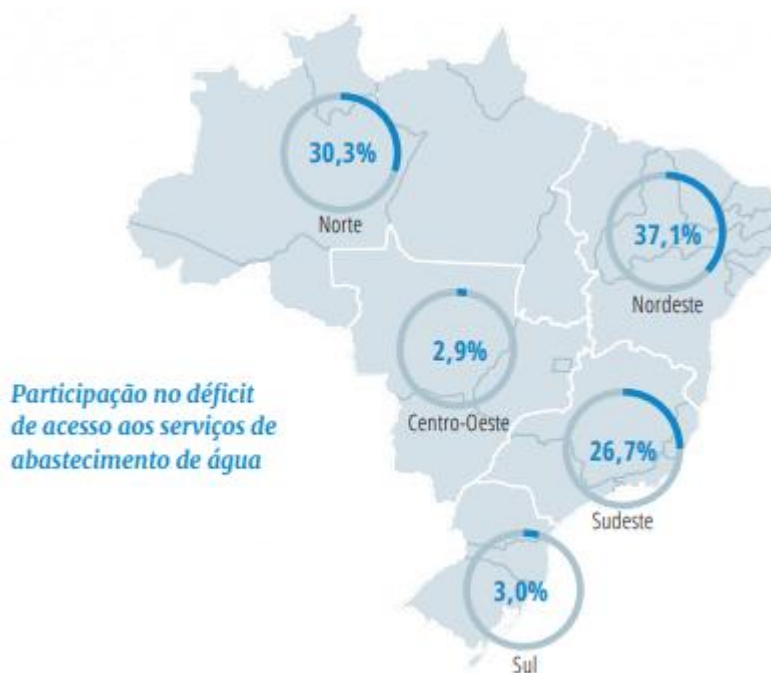 30,3%
Norte
37,1%
Nordeste
2,9%
Centro-Oeste
Participação no déficit
de acesso aos serviços de
abastecimento de água
26,7%
Sudeste
3,0%
Sul